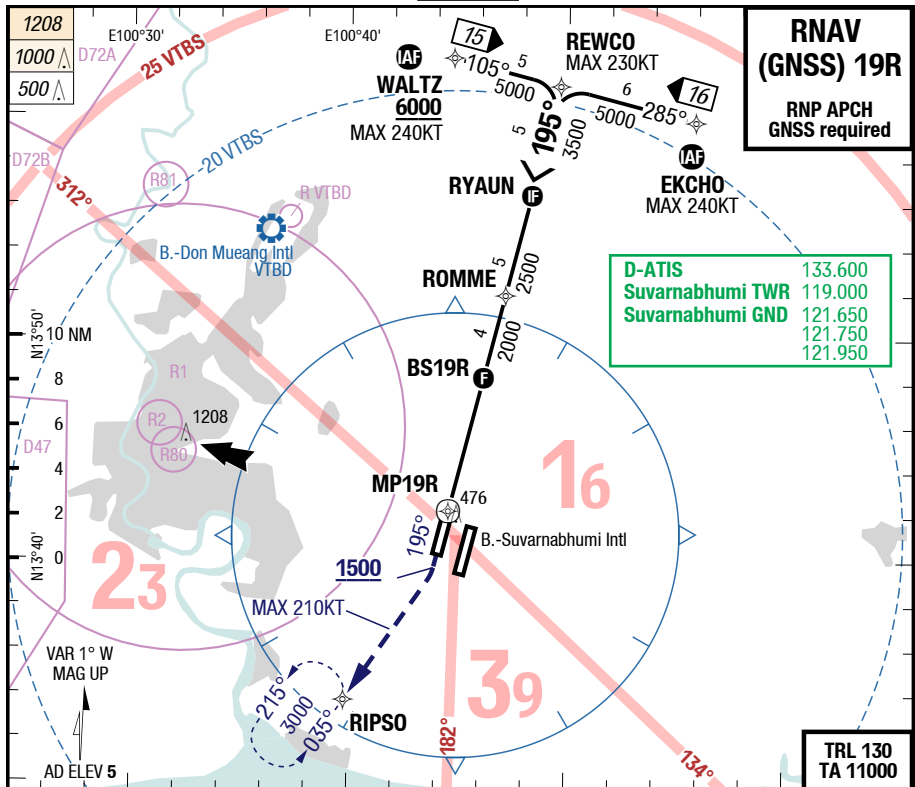 1208
1000
500
D72A
25 VTBS
E100°30'
E100°40'
15
105°
5
5000
REWCO
MAX 230KT
6
5000
285°
16
IAF
WALTZ
6000
MAX 240KT
RNAV
(GNSS) 19R
RNP APCH
GNSS required
5
195°
3500
20 VTBS
D72B
312°
R81
R VTBD
B.-Don Mueang Intl
VTBD
RYAUN
IF
IAF
EKCHO
MAX 240KT
ROMME
5
2500
D-ATIS 133.600
Suvarnabhumi TWR 119.000
Suvarnabhumi GND 121.650
121.750
121.950
4
2000
BS19R
F
N13°50'
10 NM
8
6
4
2
0
N13°40'
R1
R2
R80
1208
D47
MP19R
476
195°
B.-Suvarnabhumi Intl
16
23
39
1500
MAX 210KT
215°
3000
035°
RIPSO
182°
134°
VAR 1° W
MAG UP
AD ELEV 5
TRL 130
TA 11000